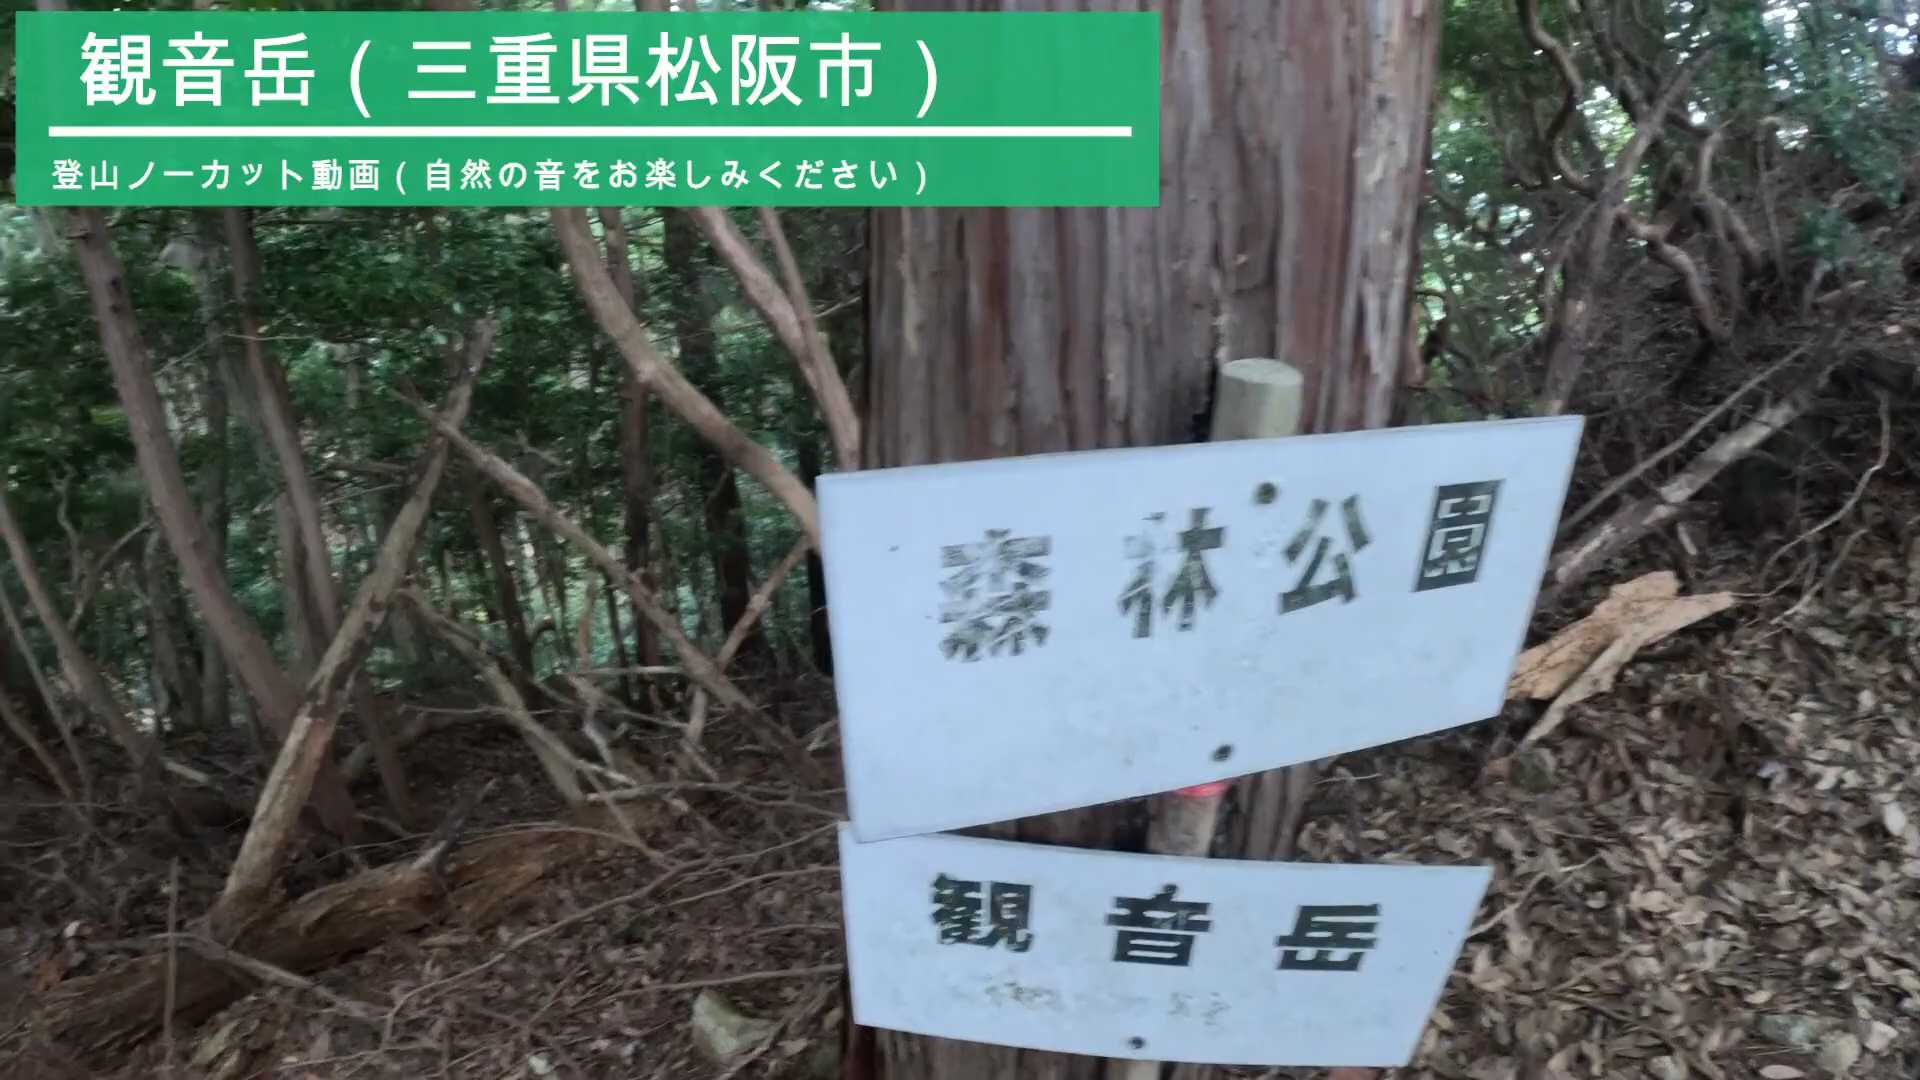 観音岳（三重県松阪市）
登山ノーカット動画（自然の音をお楽しみください）
森林公園
観音岳